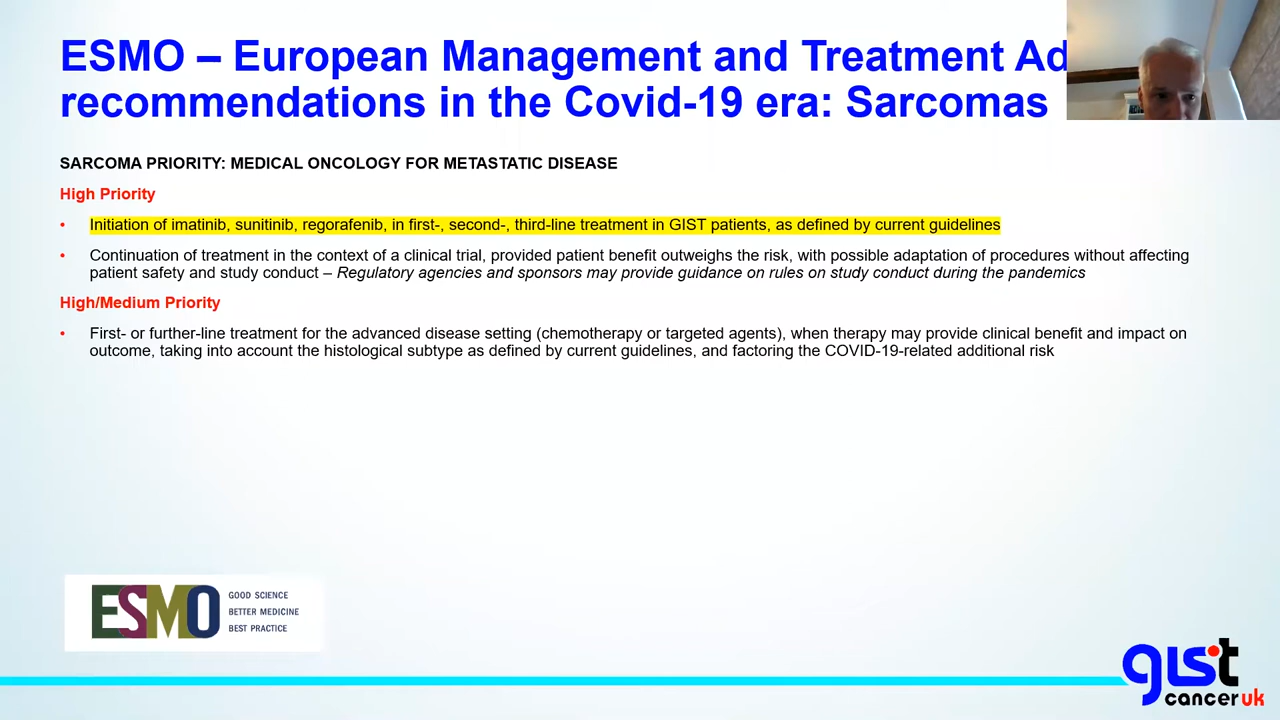 ESMO – European Management and Treatment Ad
recommendations in the Covid-19 era: Sarcomas
SARCOMA PRIORITY: MEDICAL ONCOLOGY FOR METASTATIC DISEASE
High Priority
• Initiation of imatinib, sunitinib, regorafenib, in first-, second-, third-line treatment in GIST patients, as defined by current guidelines
• Continuation of treatment in the context of a clinical trial, provided patient benefit outweighs the risk, with possible adaptation of procedures without affecting
patient safety and study conduct – Regulatory agencies and sponsors may provide guidance on rules on study conduct during the pandemics
High/Medium Priority
• First- or further-line treatment for the advanced disease setting (chemotherapy or targeted agents), when therapy may provide clinical benefit and impact on
outcome, taking into account the histological subtype as defined by current guidelines, and factoring the COVID-19-related additional risk
ESMO
GOOD SCIENCE
BETTER MEDICINE
BEST PRACTICE
gist
cancer uk